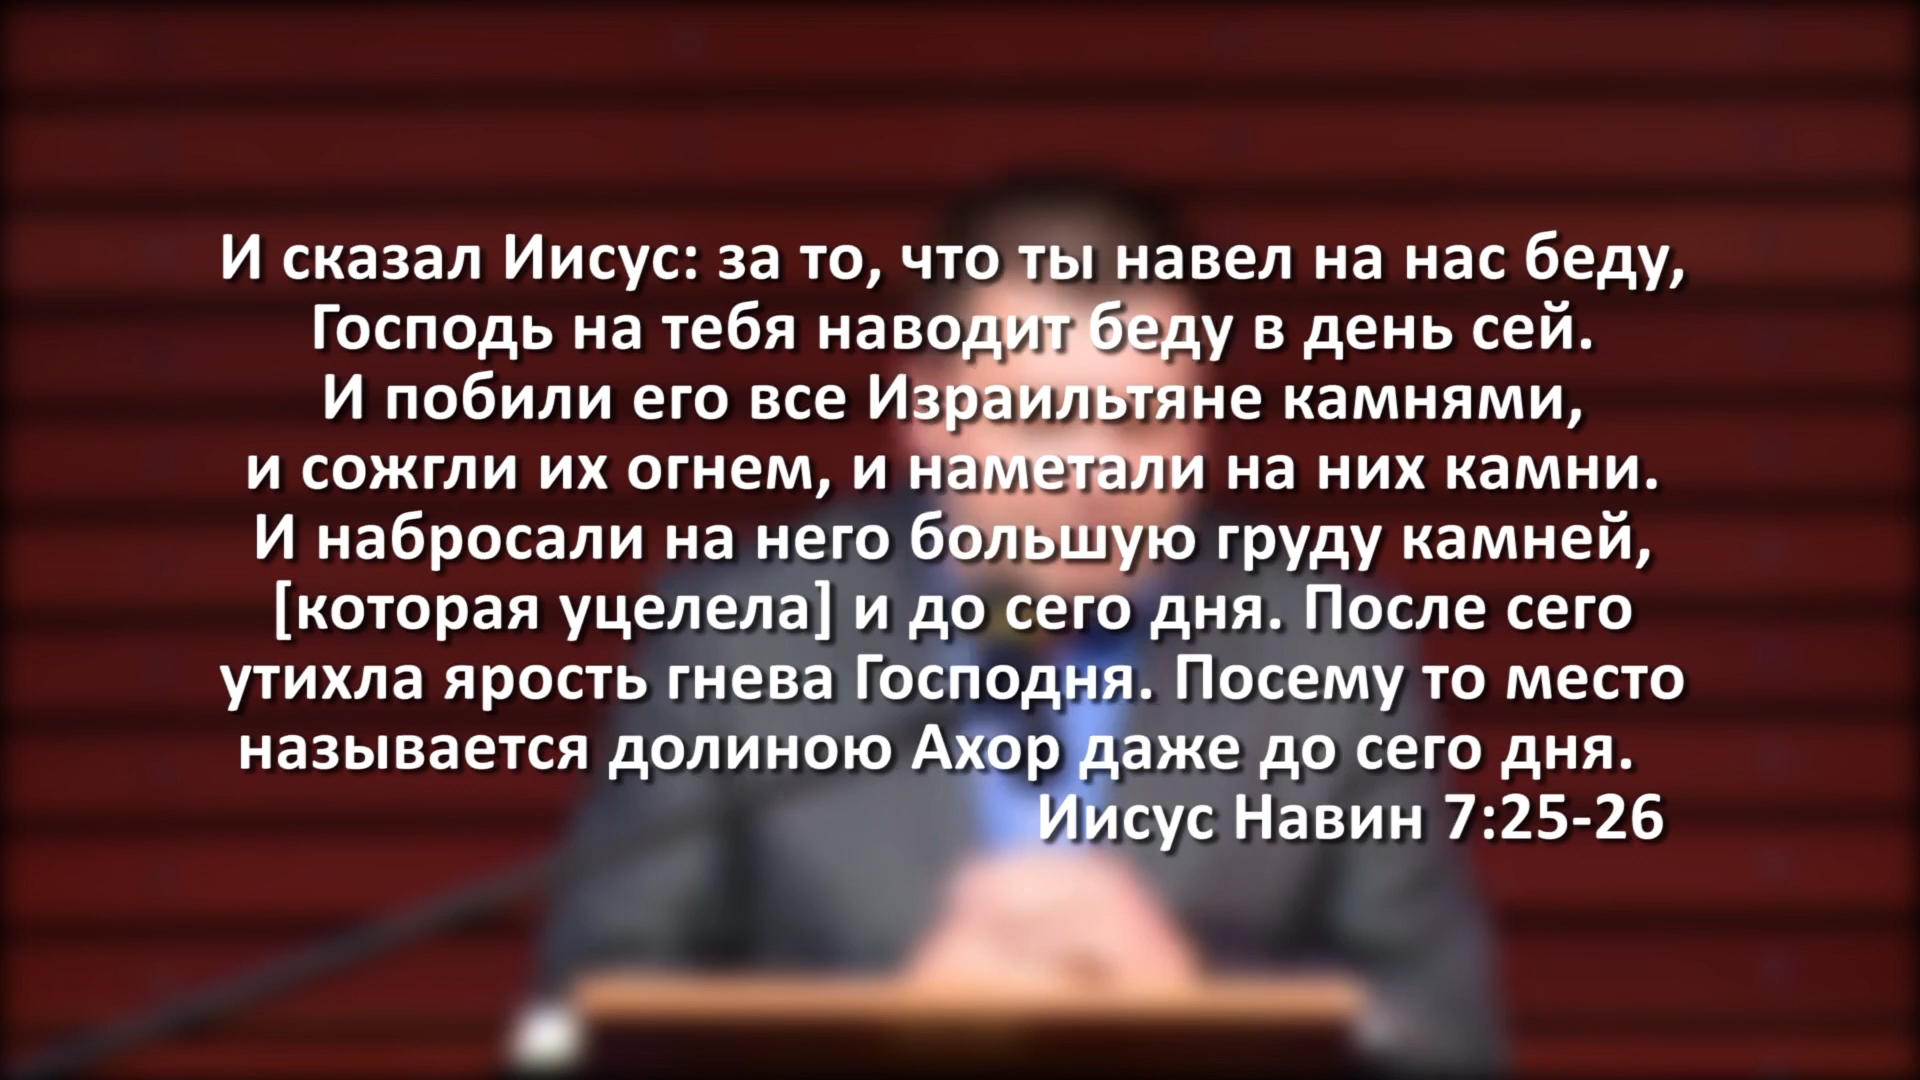 И сказал Иисус: за то, что ты навел на нас беду,
Господь на тебя наводит беду в день сей.
И побили его все Израильтяне камнями,
и сожгли их огнем, и наметали на них камни.
И набросали на него большую груду камней,
[которая уцелела] и до сего дня. После сего
утихла ярость гнева Господня. Посему то место
называется долиною Ахор даже до сего дня.
Иисус Навин 7:25-26